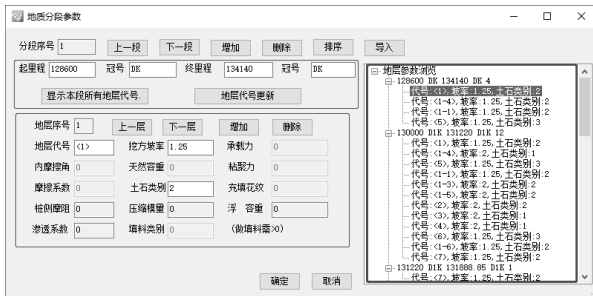 地质分段参数
分段序号 1 上一段 下一段 增加 删除 排序 导入
起里程 128600 冠号 DK 终里程 134140 冠号 DK
显示本段所有地层代号. 地层代号更新
地层序号 1 上一层 下一层 增加 删除
地层代号 <1> 挖方坡率 1.25 承载力 0
内摩擦角 0 天然容重 0 粘聚力 0
摩擦系数 0 土石类别 2 充填花纹 0
桩侧摩阻 0 压缩模量 0 浮 容重 0
渗透系数 0 填料类别 0 (做填料需>0)
确定 取消
地层参数浏览
128600 DK 134140 DK 4
代号:<1>,坡率:1.25,土石类别:2
代号:<1-4>,坡率:2,土石类别:1
代号:<1-1>,坡率:1.25,土石类别:2
代号:<5>,坡率:1.25,土石类别:3
130000 D1K 131220 D1K 12
代号:<1>,坡率:1.25,土石类别:2
代号:<1-4>,坡率:2,土石类别:1
代号:<5>,坡率:1.25,土石类别:3
代号:<1-1>,坡率:1.25,土石类别:2
代号:<1-3>,坡率:2,土石类别:2
代号:<1-5>,坡率:2,土石类别:2
代号:<2>,坡率:2,土石类别:2
代号:<3>,坡率:2,土石类别:1
代号:<4>,坡率:2,土石类别:1
代号:<6>,坡率:1.25,土石类别:3
代号:<1-6>,坡率:1.25,土石类别:2
代号:<7>,坡率:1.25,土石类别:2
131220 D1K 131888.85 D1K 1
代号:<7>,坡率:1.25,土石类别:2